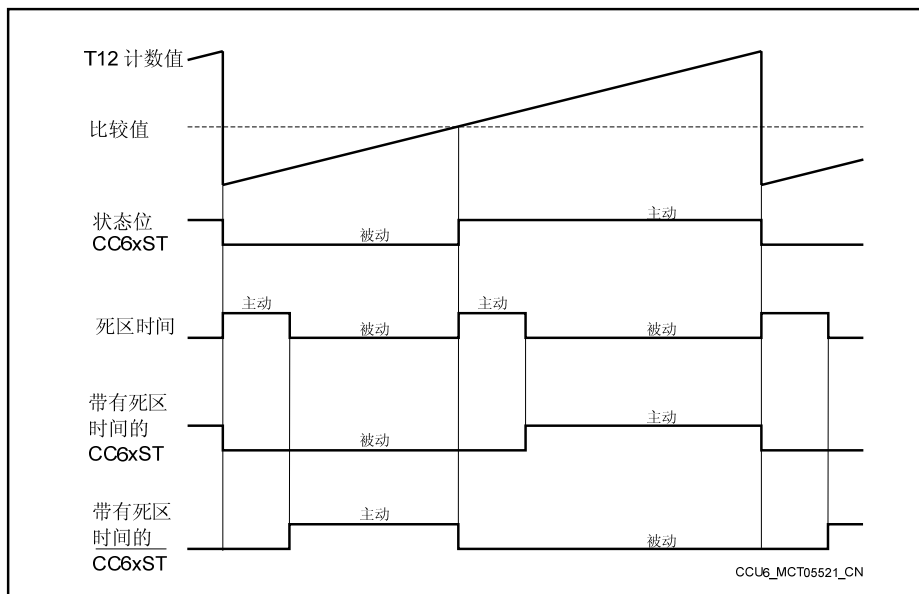 T12 计数值
比较值
状态位
CC6xST
主动
被动
主动
主动
死区时间
被动
被动
带有死区
时间的
CC6xST
主动
被动
带有死区
时间的
CC6xST
主动
被动
CCU6_MCT05521_CN